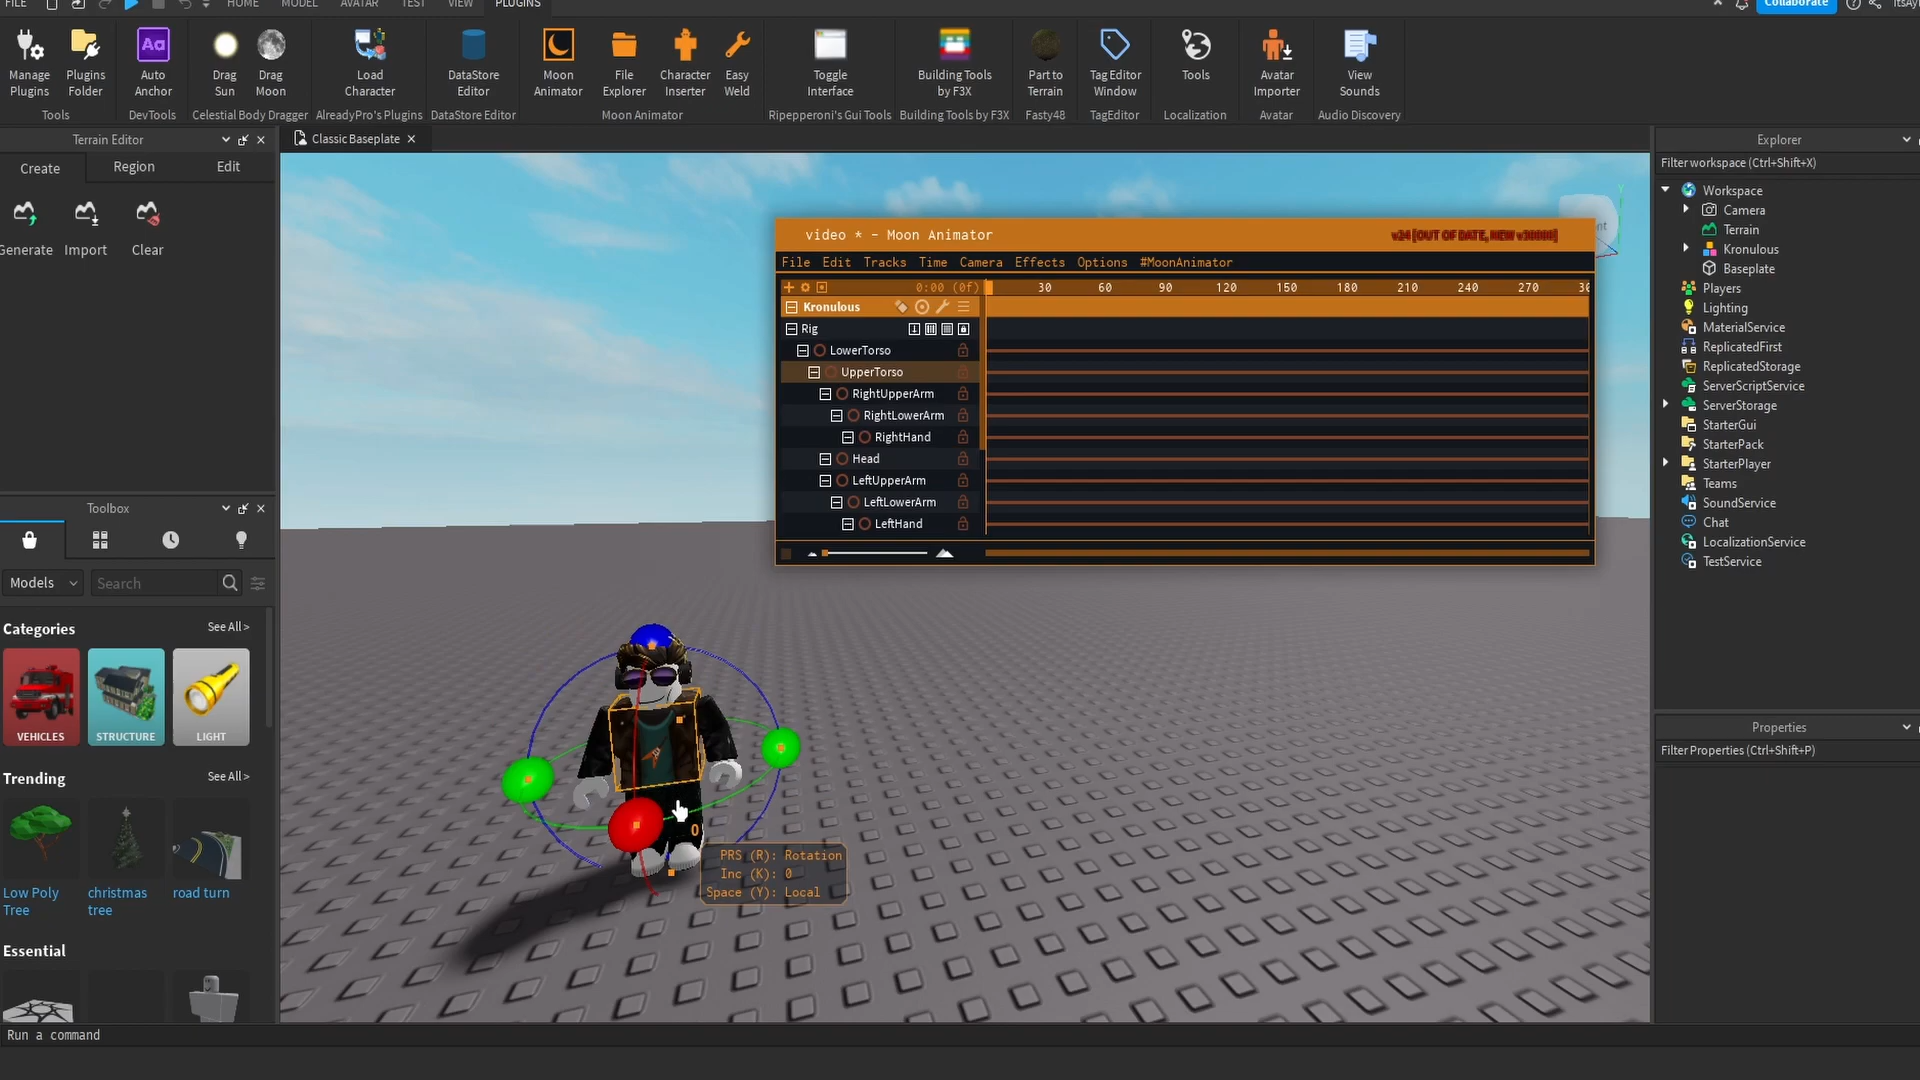 FILE
HOME
MODEL
AVATAR
TEST
VIEW
PLUGINS
Collaborate
Manage Plugins
Plugins Folder
Auto Anchor
Drag Sun
Drag Moon
Load Character
DataStore Editor
Moon Animator
File Explorer
Character Inserter
Easy Weld
Toggle Interface
Building Tools by F3X
Part to Terrain
Tag Editor Window
Tools
Avatar Importer
View Sounds
Tools
DevTools
Celestial Body Dragger
AlreadyPro's Plugins
DataStore Editor
Moon Animator
Ripepperoni's Gui Tools
Building Tools by F3X
Fasty48
TagEditor
Localization
Avatar
Audio Discovery
Terrain Editor
Create
Region
Edit
Generate
Import
Clear
Toolbox
Models
Search
Categories
See All >
VEHICLES
STRUCTURE
LIGHT
Trending
See All >
Low Poly Tree
christmas tree
road turn
Essential
See All >
Run a command
Classic Baseplate
video * - Moon Animator
v24 [OUT OF DATE, NEW v30000]
File Edit Tracks Time Camera Effects Options #MoonAnimator
0:00 (0f)
30 60 90 120 150 180 210 240 270
Kronulous
Rig
LowerTorso
UpperTorso
RightUpperArm
RightLowerArm
RightHand
Head
LeftUpperArm
LeftLowerArm
LeftHand
0
PRS (R): Rotation
Inc (K): 0
Space (Y): Local
Explorer
Filter workspace (Ctrl+Shift+X)
Workspace
Camera
Terrain
Kronulous
Baseplate
Players
Lighting
MaterialService
ReplicatedFirst
ReplicatedStorage
ServerScriptService
ServerStorage
StarterGui
StarterPack
StarterPlayer
Teams
SoundService
Chat
LocalizationService
TestService
Properties
Filter Properties (Ctrl+Shift+P)